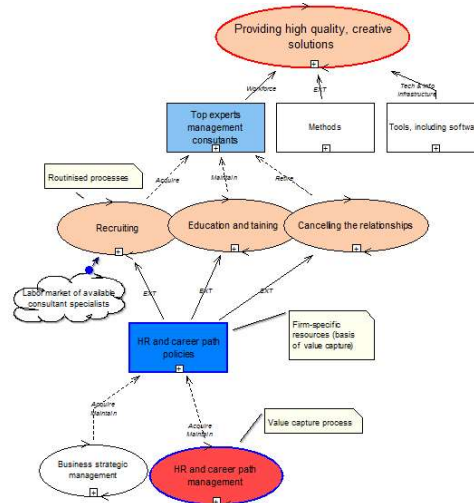 Providing high quality, creative
solutions
Workforce
EXT
Tech & info
infrastructure
Top experts
management
consutants
Methods
Tools, including softwar
Routinised processes
Acquire
Maintain
Retire
Recruiting
Education and taining
Cancelling the relationships
Labor market of available
consultant specialists
EXT
EXT
EXT
HR and career path
policies
Firm-specific
resources (basis
of value capture)
Acquire
Maintain
Acquire
Maintain
Value capture process
Business strategic
management
HR and career path
management